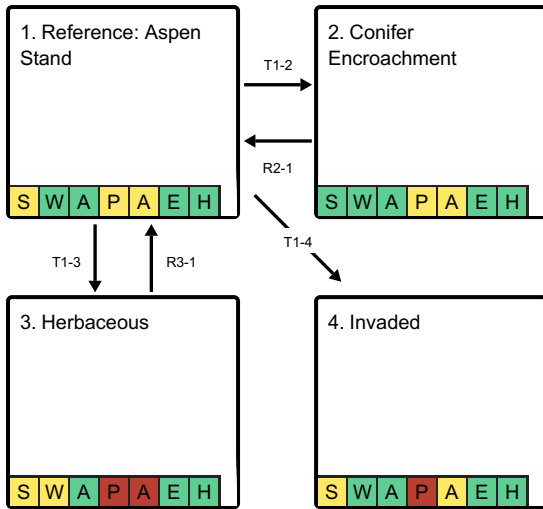 1. Reference: Aspen
Stand
S W A P A E H
T1-2
R2-1
2. Conifer
Encroachment
S W A P A E H
T1-3
R3-1
T1-4
3. Herbaceous
S W A P A E H
4. Invaded
S W A P A E H